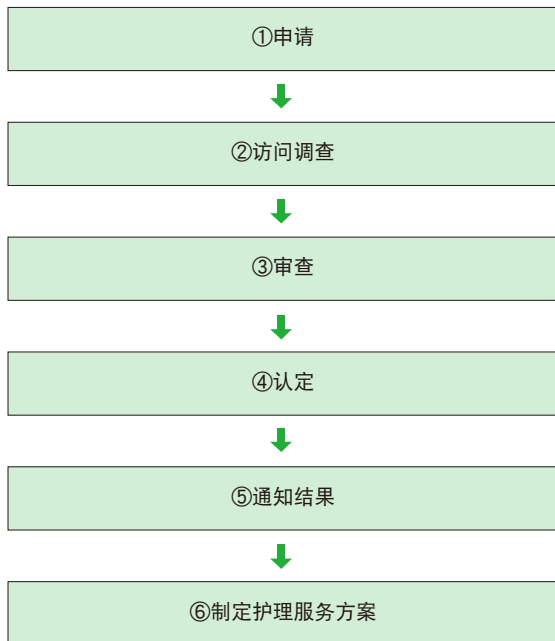 ①申请
②访问调查
③审查
④认定
⑤通知结果
⑥制定护理服务方案